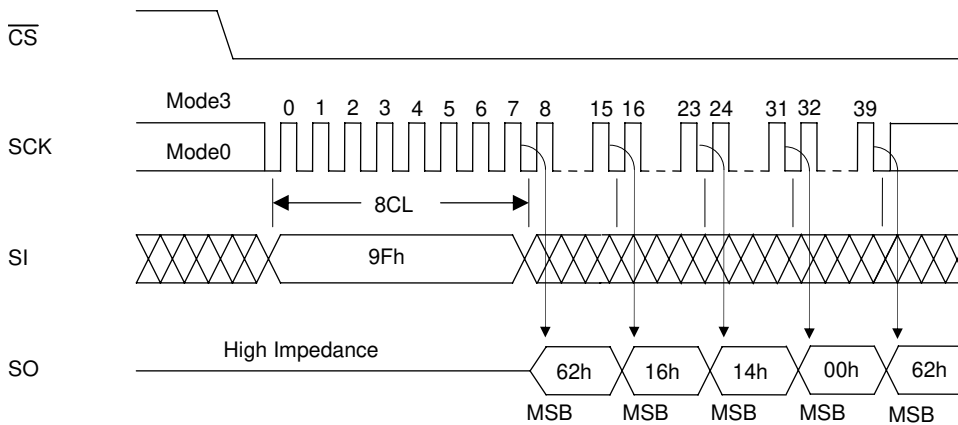 C̅S̅
Mode3
0 1 2 3 4 5 6 7 8 15 16 23 24 31 32 39
SCK
Mode0
8CL
SI
9Fh
High Impedance
SO
62h 16h 14h 00h 62h
MSB MSB MSB MSB MSB